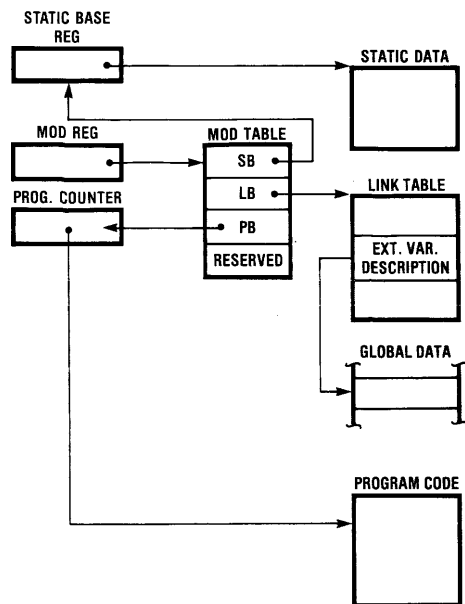 STATIC BASE
REG
STATIC DATA
MOD REG
MOD TABLE
SB
LB
PB
RESERVED
LINK TABLE
PROG. COUNTER
EXT. VAR.
DESCRIPTION
GLOBAL DATA
PROGRAM CODE